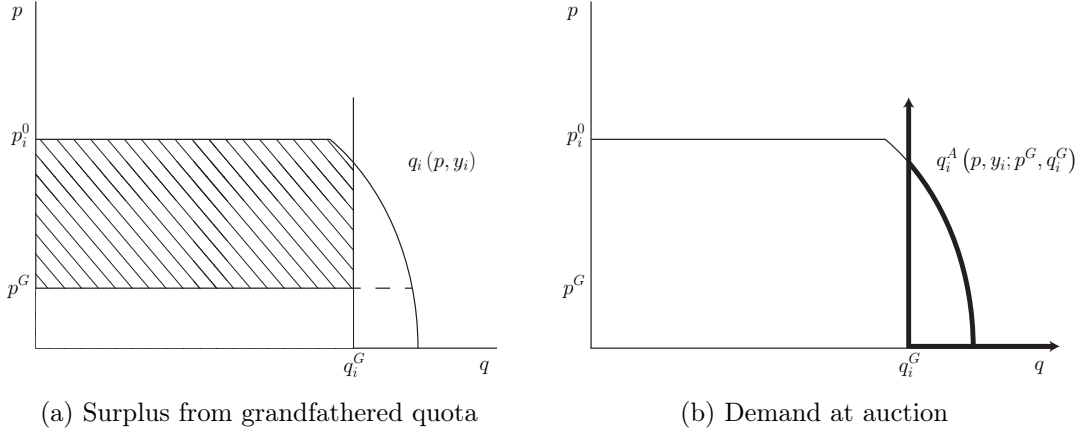 p
p_i^0
q_i (p, y_i)
p^G
q_i^G
q
(a) Surplus from grandfathered quota
p
p_i^0
q_i^A (p, y_i; p^G, q_i^G)
p^G
q_i^G
q
(b) Demand at auction